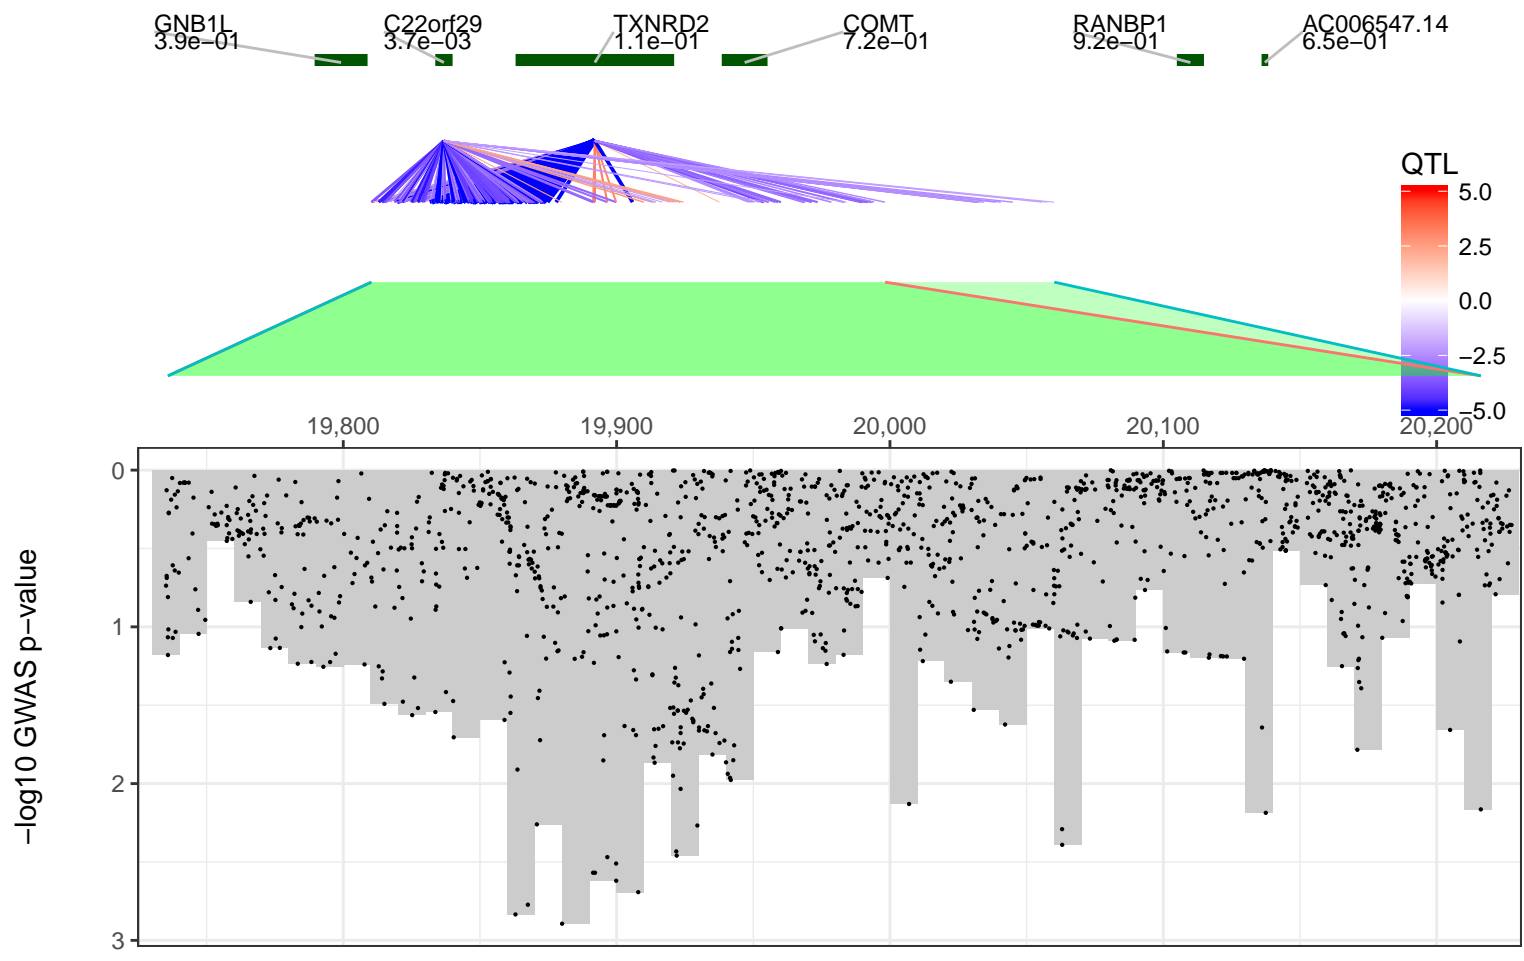 GNB1L C22orf29 TXNRD2 COMT RANBP1 AC006547.14
3.9e−01 3.7e−03 1.1e−01 7.2e−01 9.2e−01 6.5e−01
QTL
5.0
2.5
0.0
−2.5
−5.0
19,800 19,900 20,000 20,100 20,200
0
1
2
3
−log10 GWAS p−value